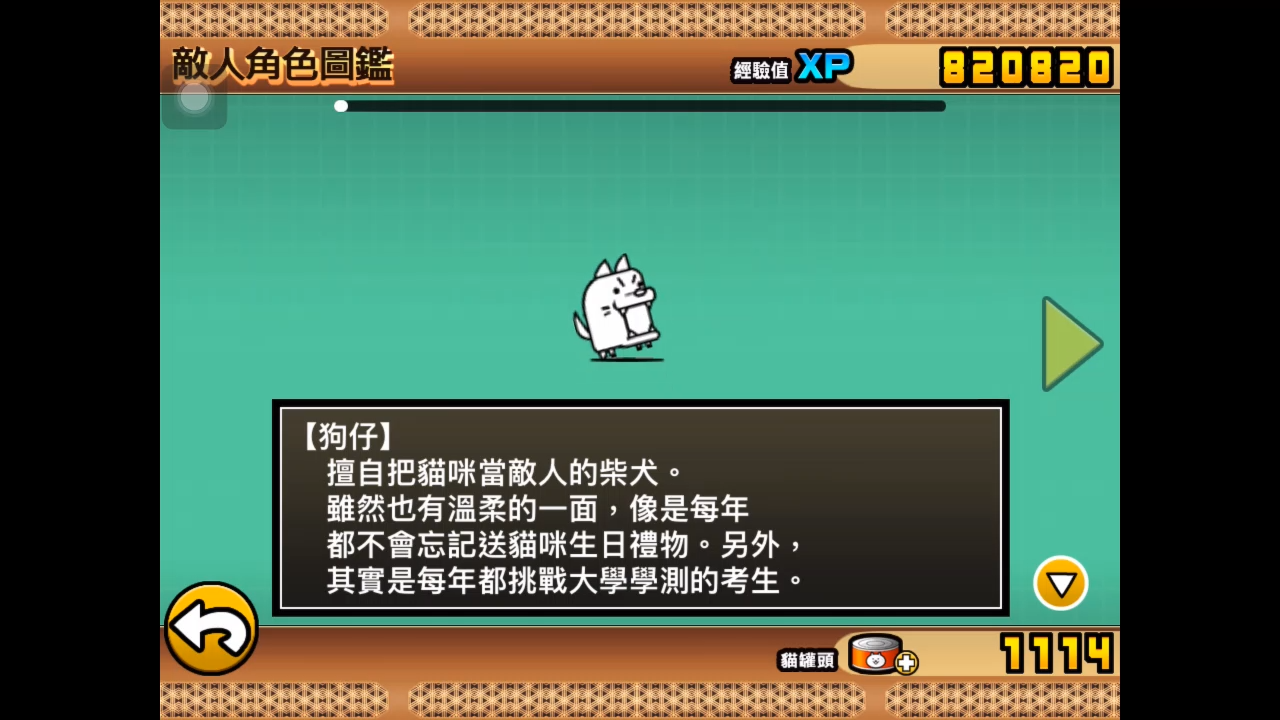 敵人角色圖鑑
經驗值 XP 820820
【狗仔】
擅自把貓咪當敵人的柴犬。
雖然也有溫柔的一面，像是每年
都不會忘記送貓咪生日禮物。另外，
其實是每年都挑戰大學學測的考生。
貓罐頭 1114